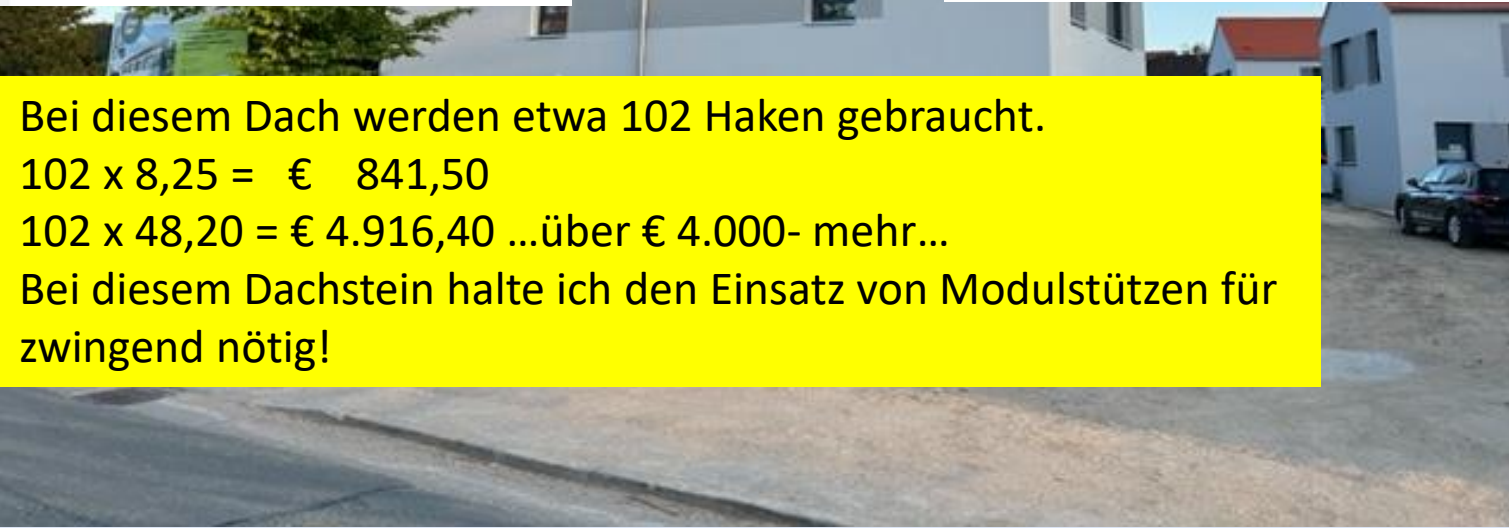 Bei diesem Dach werden etwa 102 Haken gebraucht.
102 x 8,25 = € 841,50
102 x 48,20 = € 4.916,40 …über € 4.000- mehr…
Bei diesem Dachstein halte ich den Einsatz von Modulstützen für
zwingend nötig!